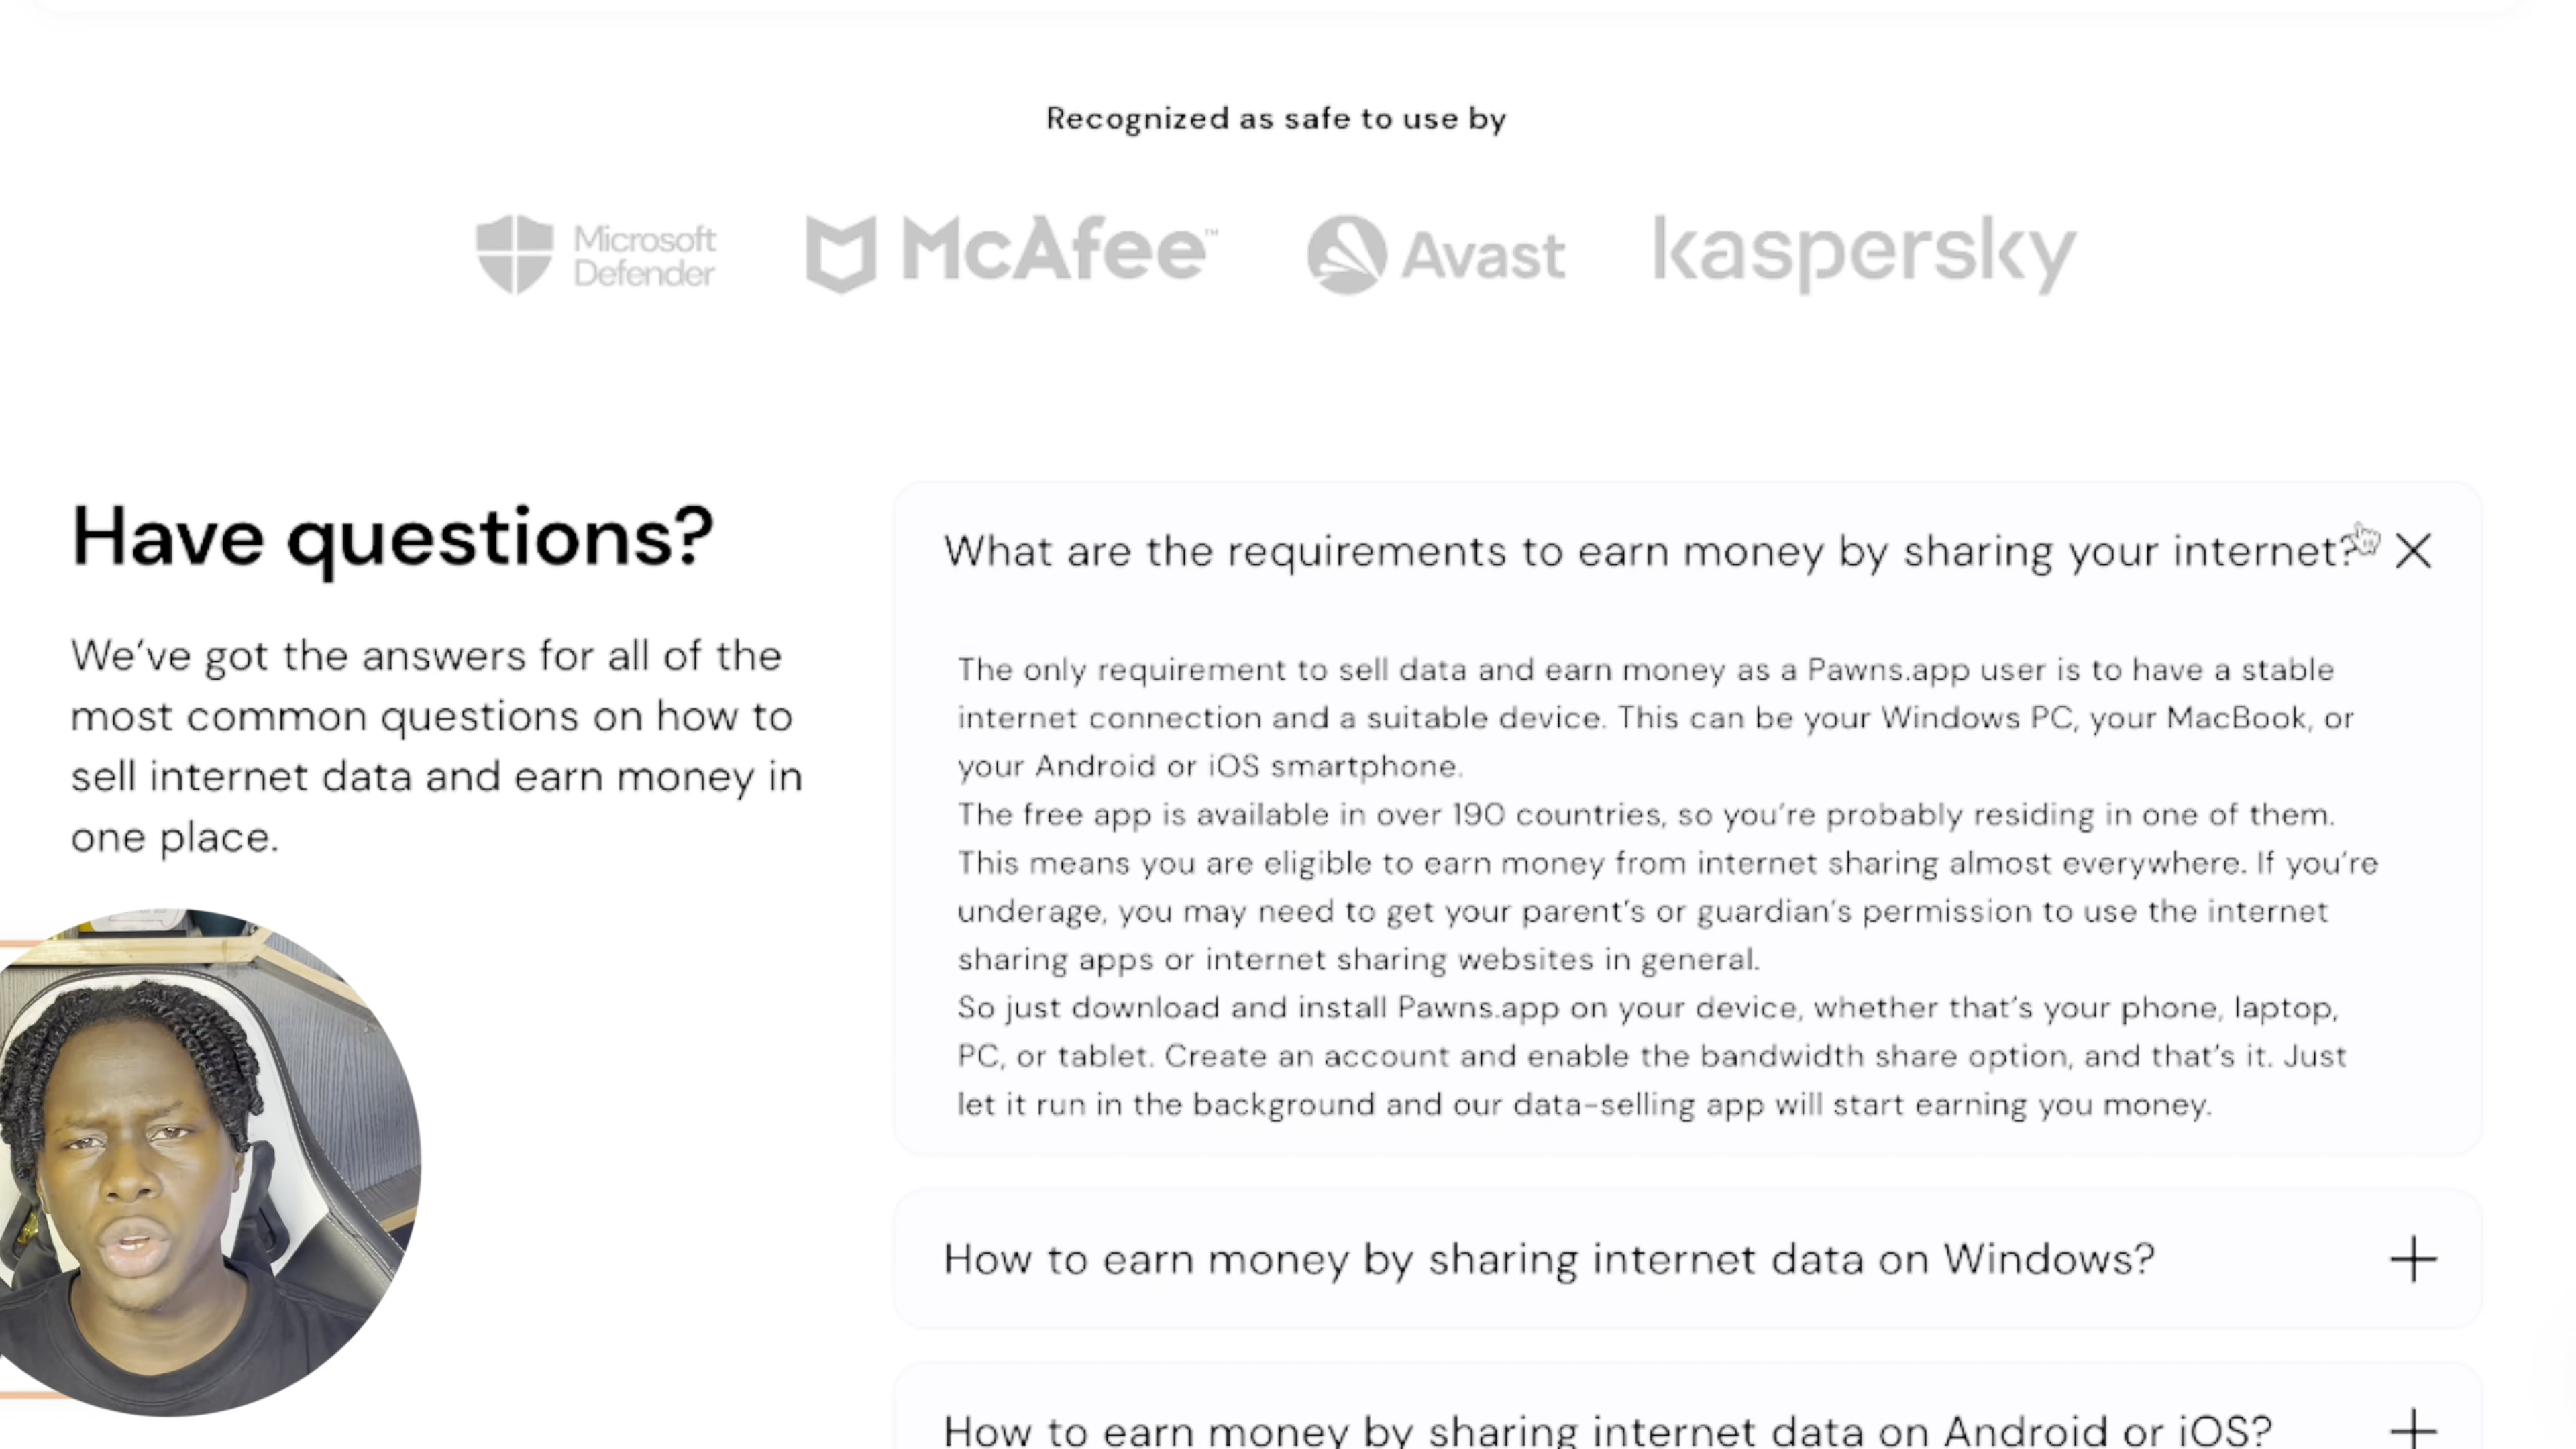 Recognized as safe to use by
Microsoft
Defender
McAfee™
Avast
kaspersky
Have questions?
We've got the answers for all of the
most common questions on how to
sell internet data and earn money in
one place.
What are the requirements to earn money by sharing your internet?
The only requirement to sell data and earn money as a Pawns.app user is to have a stable
internet connection and a suitable device. This can be your Windows PC, your MacBook, or
your Android or iOS smartphone.
The free app is available in over 190 countries, so you're probably residing in one of them.
This means you are eligible to earn money from internet sharing almost everywhere. If you're
underage, you may need to get your parent's or guardian's permission to use the internet
sharing apps or internet sharing websites in general.
So just download and install Pawns.app on your device, whether that's your phone, laptop,
PC, or tablet. Create an account and enable the bandwidth share option, and that's it. Just
let it run in the background and our data-selling app will start earning you money.
How to earn money by sharing internet data on Windows?
How to earn money by sharing internet data on Android or iOS?